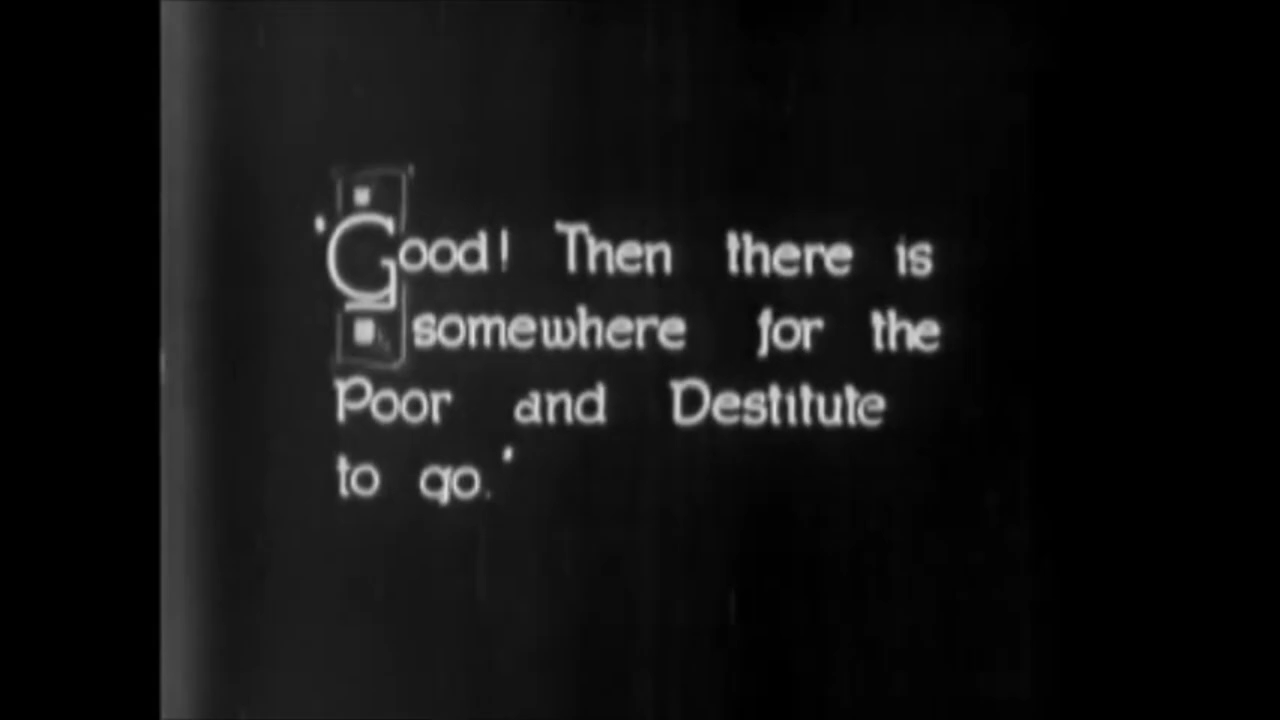 'Good! Then there is
somewhere for the
Poor and Destitute
to go.'